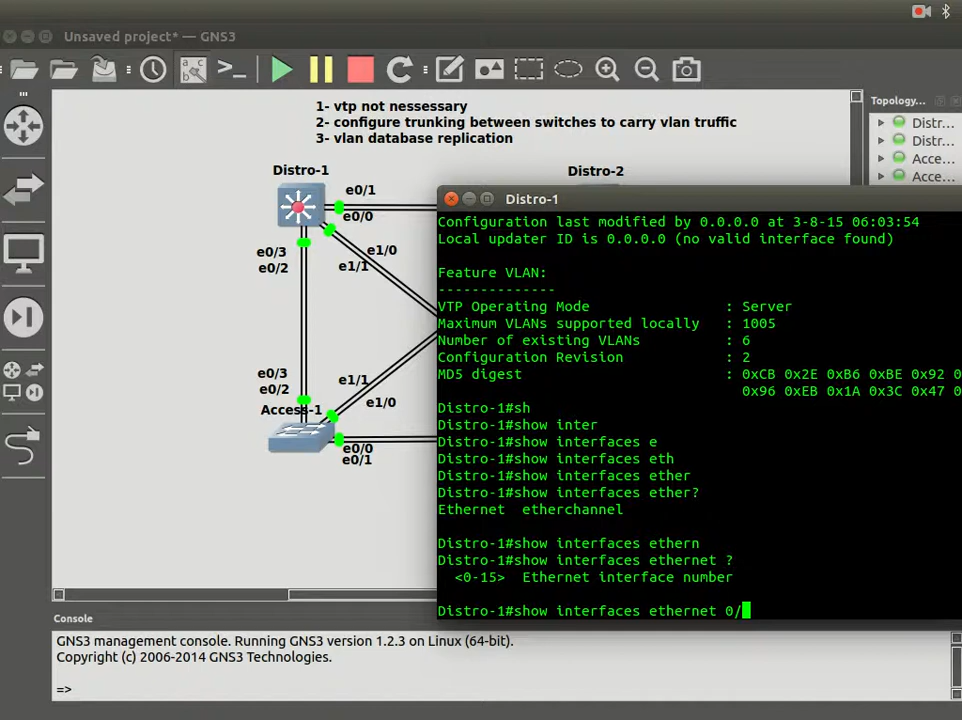 Unsaved project* — GNS3
abc
>_
Topology...
1- vtp not nessessary
2- configure trunking between switches to carry vlan truffic
3- vlan database replication
Distr...
Distr...
Acce...
Acce...
Distro-1
Distro-2
e0/1
e0/0
e0/3
e0/2
e1/0
e1/1
e0/3
e0/2
e1/1
e1/0
Access-1
e0/0
e0/1
Distro-1
Configuration last modified by 0.0.0.0 at 3-8-15 06:03:54
Local updater ID is 0.0.0.0 (no valid interface found)
Feature VLAN:
--------------
VTP Operating Mode : Server
Maximum VLANs supported locally : 1005
Number of existing VLANs : 6
Configuration Revision : 2
MD5 digest : 0xCB 0x2E 0xB6 0xBE 0x92 0
0x96 0xEB 0x1A 0x3C 0x47 0
Distro-1#sh
Distro-1#show inter
Distro-1#show interfaces e
Distro-1#show interfaces eth
Distro-1#show interfaces ether
Distro-1#show interfaces ether?
Ethernet etherchannel
Distro-1#show interfaces ethern
Distro-1#show interfaces ethernet ?
<0-15> Ethernet interface number
Distro-1#show interfaces ethernet 0/
Console
GNS3 management console. Running GNS3 version 1.2.3 on Linux (64-bit).
Copyright (c) 2006-2014 GNS3 Technologies.
=>